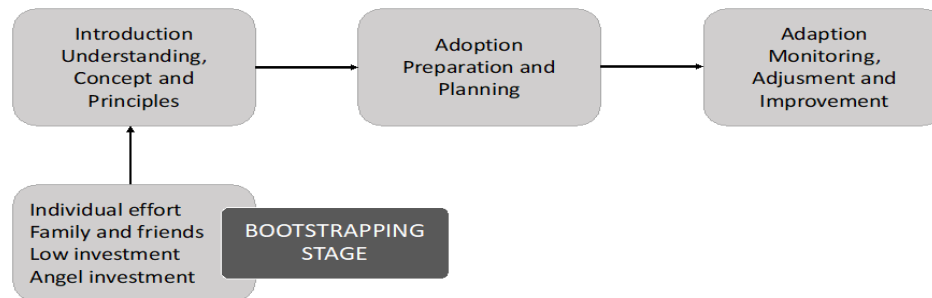 Introduction
Understanding,
Concept and
Principles
Adoption
Preparation and
Planning
Adaption
Monitoring,
Adjusment and
Improvement
Individual effort
Family and friends
Low investment
Angel investment
BOOTSTRAPPING
STAGE